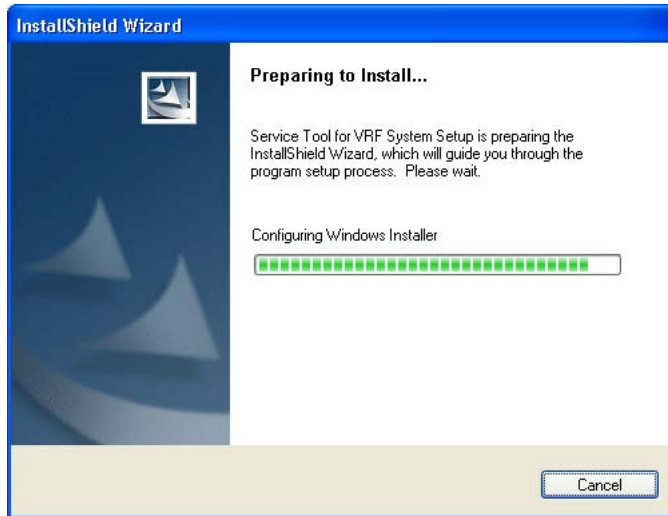 InstallShield Wizard
Preparing to Install...
Service Tool for VRF System Setup is preparing the
InstallShield Wizard, which will guide you through the
program setup process.  Please wait.
Configuring Windows Installer
Cancel